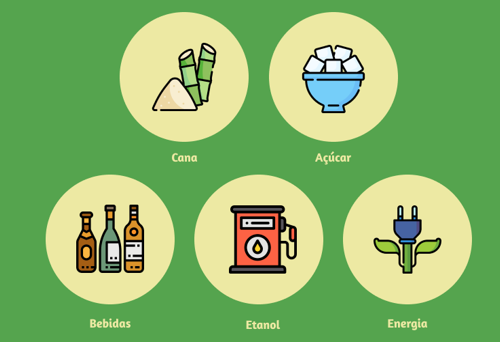 Cana
Açúcar
Bebidas
Etanol
Energia